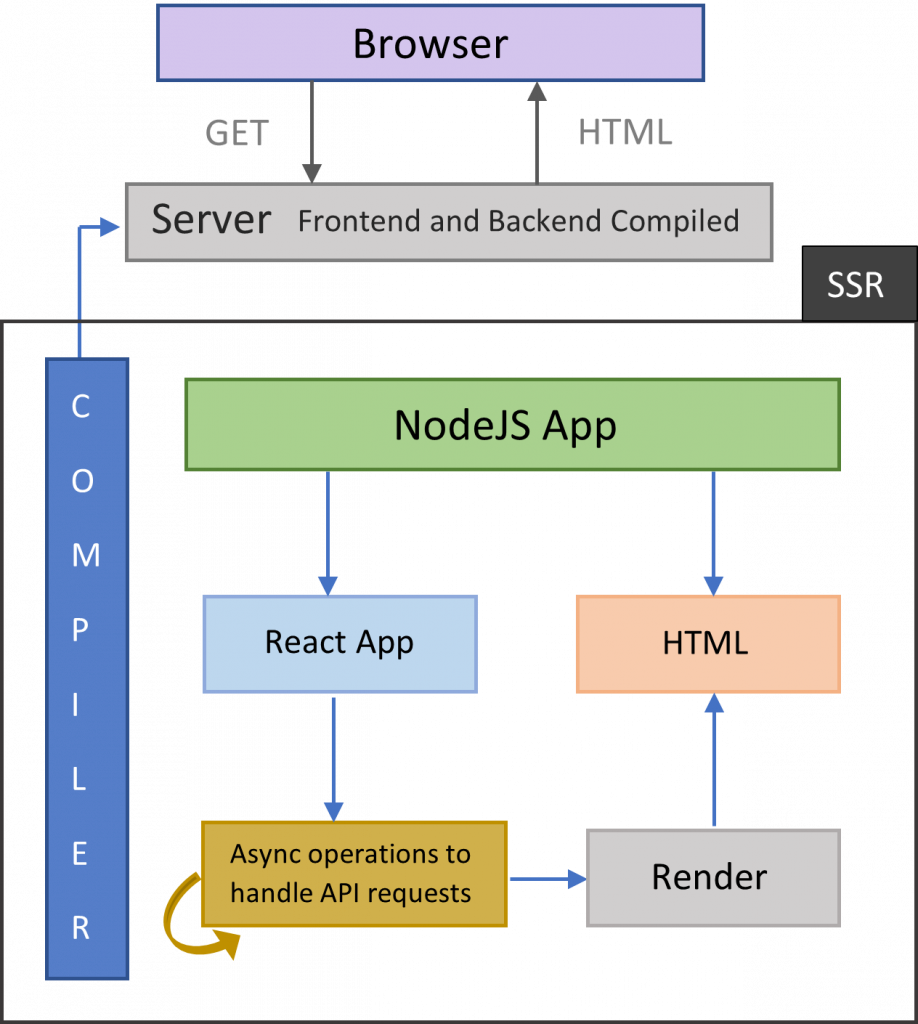 Browser
GET
HTML
Server Frontend and Backend Compiled
SSR
COMPILER
NodeJS App
React App
HTML
Async operations to
handle API requests
Render